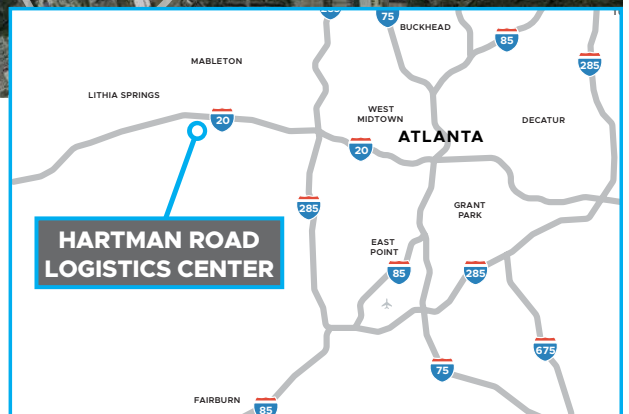 75
BUCKHEAD
85
285
MABLETON
LITHIA SPRINGS
20
WEST
MIDTOWN
DECATUR
ATLANTA
20
285
GRANT
PARK
HARTMAN ROAD
LOGISTICS CENTER
EAST
POINT
85
285
675
75
FAIRBURN
85